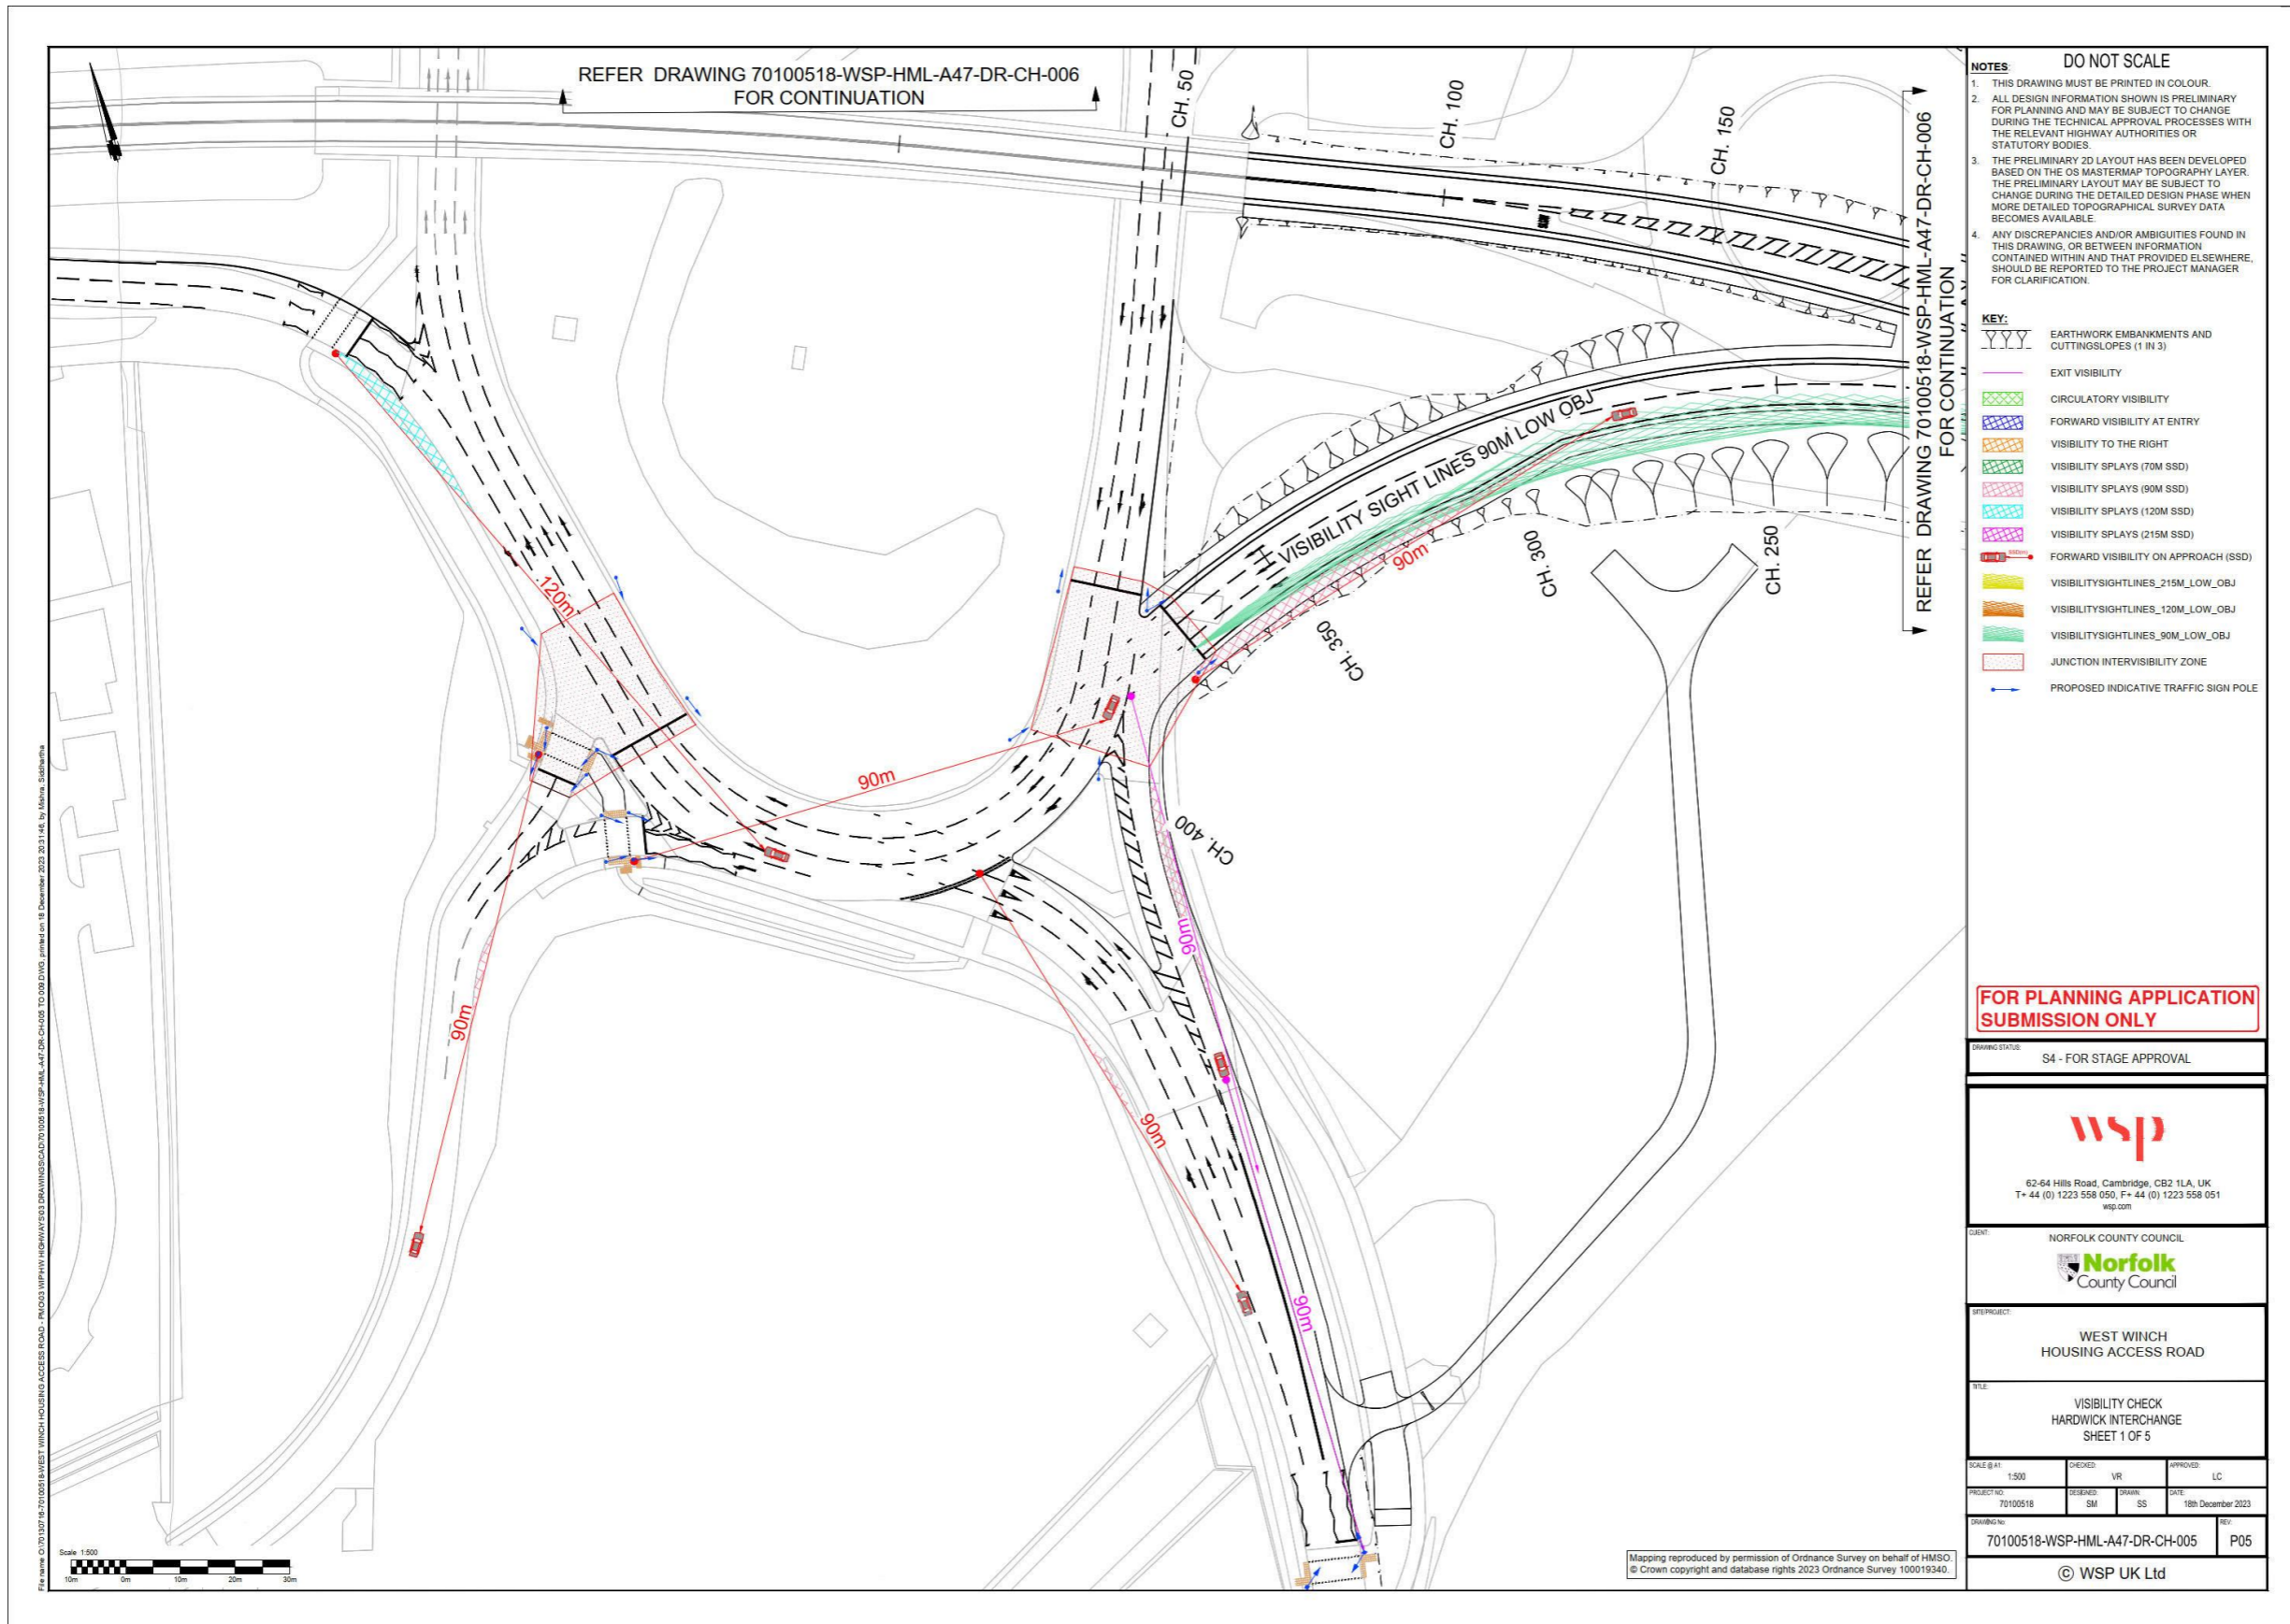 REFER DRAWING 70100518-WSP-HML-A47-DR-CH-006
FOR CONTINUATION
CH. 50
CH. 100
CH. 150
REFER DRAWING 70100518-WSP-HML-A47-DR-CH-006
FOR CONTINUATION
VISIBILITY SIGHT LINES 90M LOW OBJ
90m
CH. 300
CH. 250
CH. 350
120m
90m
CH. 400
90m
90m
90m
90m
DO NOT SCALE
NOTES:
1. THIS DRAWING MUST BE PRINTED IN COLOUR.
2. ALL DESIGN INFORMATION SHOWN IS PRELIMINARY
FOR PLANNING AND MAY BE SUBJECT TO CHANGE
DURING THE TECHNICAL APPROVAL PROCESSES WITH
THE RELEVANT HIGHWAY AUTHORITIES OR
STATUTORY BODIES.
3. THE PRELIMINARY 2D LAYOUT HAS BEEN DEVELOPED
BASED ON THE OS MASTERMAP TOPOGRAPHY LAYER.
THE PRELIMINARY LAYOUT MAY BE SUBJECT TO
CHANGE DURING THE DETAILED DESIGN PHASE WHEN
MORE DETAILED TOPOGRAPHICAL SURVEY DATA
BECOMES AVAILABLE.
4. ANY DISCREPANCIES AND/OR AMBIGUITIES FOUND IN
THIS DRAWING, OR BETWEEN INFORMATION
CONTAINED WITHIN AND THAT PROVIDED ELSEWHERE,
SHOULD BE REPORTED TO THE PROJECT MANAGER
FOR CLARIFICATION.
KEY:
EARTHWORK EMBANKMENTS AND
CUTTINGSLOPES (1 IN 3)
EXIT VISIBILITY
CIRCULATORY VISIBILITY
FORWARD VISIBILITY AT ENTRY
VISIBILITY TO THE RIGHT
VISIBILITY SPLAYS (70M SSD)
VISIBILITY SPLAYS (90M SSD)
VISIBILITY SPLAYS (120M SSD)
VISIBILITY SPLAYS (215M SSD)
FORWARD VISIBILITY ON APPROACH (SSD)
VISIBILITYSIGHTLINES_215M_LOW_OBJ
VISIBILITYSIGHTLINES_120M_LOW_OBJ
VISIBILITYSIGHTLINES_90M_LOW_OBJ
JUNCTION INTERVISIBILITY ZONE
PROPOSED INDICATIVE TRAFFIC SIGN POLE
FOR PLANNING APPLICATION
SUBMISSION ONLY
DRAWING STATUS:
S4 - FOR STAGE APPROVAL
wsp
62-64 Hills Road, Cambridge, CB2 1LA, UK
T+ 44 (0) 1223 558 050, F+ 44 (0) 1223 558 051
wsp.com
CLIENT:
NORFOLK COUNTY COUNCIL
Norfolk
County Council
SITE/PROJECT:
WEST WINCH
HOUSING ACCESS ROAD
TITLE:
VISIBILITY CHECK
HARDWICK INTERCHANGE
SHEET 1 OF 5
SCALE @ A1: 1:500
CHECKED: VR
APPROVED: LC
PROJECT NO: 70100518
DESIGNED: SM
DRAWN: SS
DATE: 18th December 2023
DRAWING No: 70100518-WSP-HML-A47-DR-CH-005
REV: P05
© WSP UK Ltd
Mapping reproduced by permission of Ordnance Survey on behalf of HMSO.
© Crown copyright and database rights 2023 Ordnance Survey 100019340.
Scale 1:500
10m 0m 10m 20m 30m